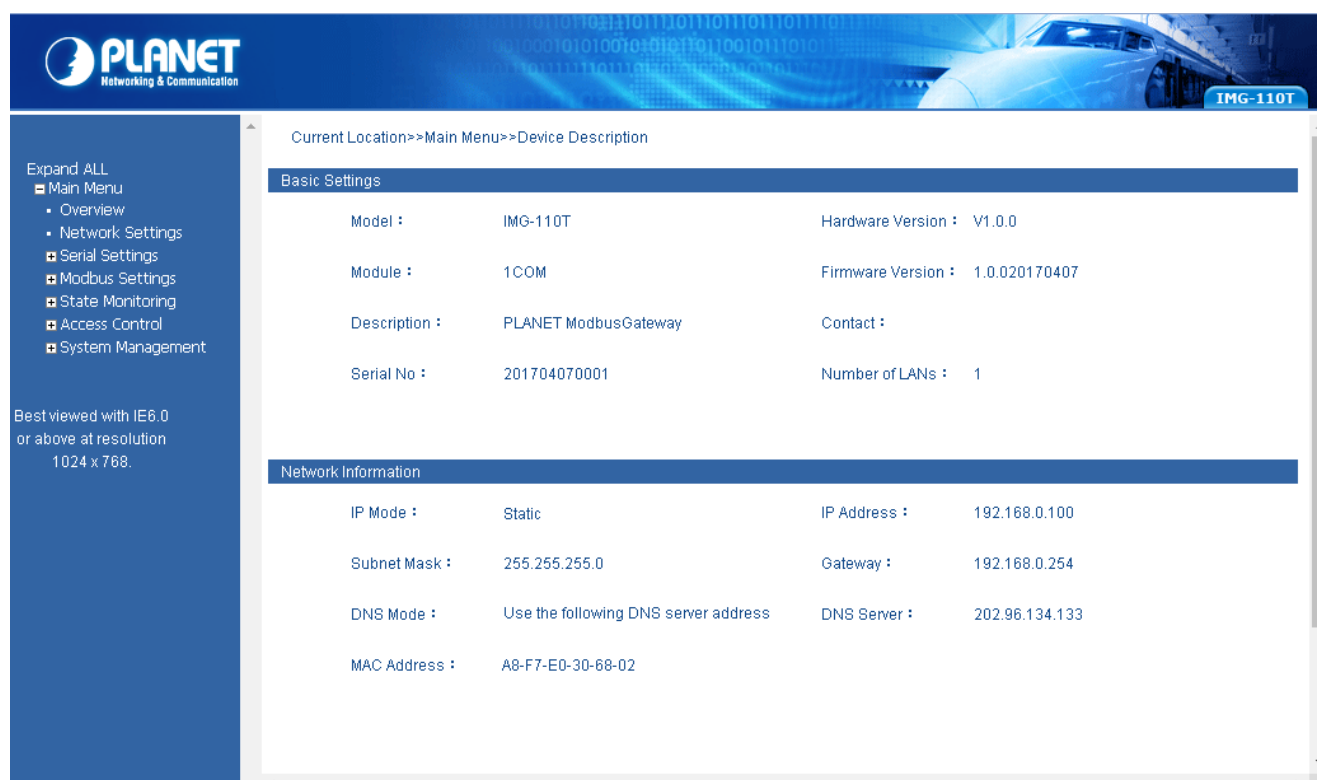 PLANET
Networking & Communication
IMG-110T
Current Location>>Main Menu>>Device Description
Expand ALL
Main Menu
Overview
Network Settings
Serial Settings
Modbus Settings
State Monitoring
Access Control
System Management
Best viewed with IE6.0
or above at resolution
1024 x 768.
Basic Settings
Model : IMG-110T Hardware Version : V1.0.0
Module : 1COM Firmware Version : 1.0.020170407
Description : PLANET ModbusGateway Contact :
Serial No : 201704070001 Number of LANs : 1
Network Information
IP Mode : Static IP Address : 192.168.0.100
Subnet Mask : 255.255.255.0 Gateway : 192.168.0.254
DNS Mode : Use the following DNS server address DNS Server : 202.96.134.133
MAC Address : A8-F7-E0-30-68-02